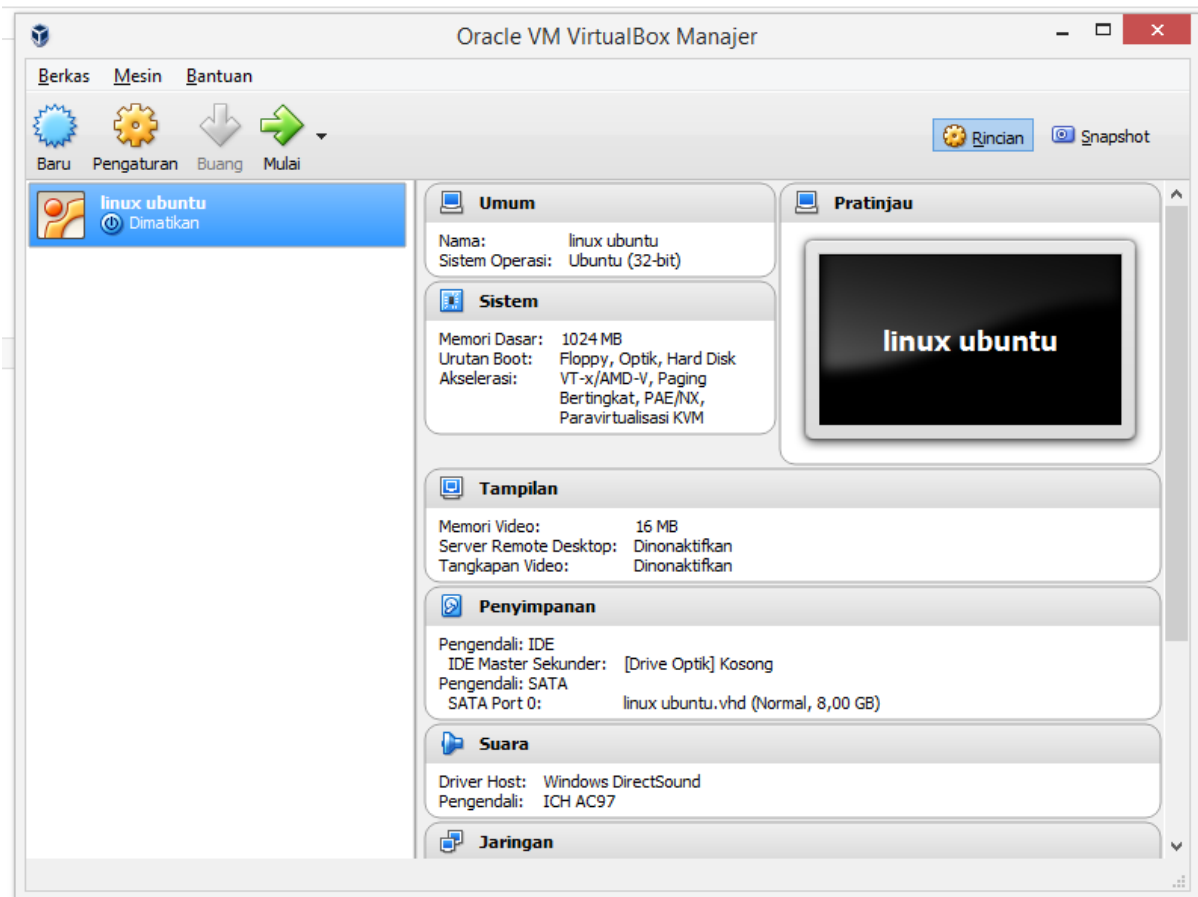 Oracle VM VirtualBox Manajer
Berkas Mesin Bantuan
Baru Pengaturan Buang Mulai
Rincian Snapshot
linux ubuntu
Dimatikan
Umum
Nama: linux ubuntu
Sistem Operasi: Ubuntu (32-bit)
Pratinjau
linux ubuntu
Sistem
Memori Dasar: 1024 MB
Urutan Boot: Floppy, Optik, Hard Disk
Akselerasi: VT-x/AMD-V, Paging
Bertingkat, PAE/NX,
Paravirtualisasi KVM
Tampilan
Memori Video: 16 MB
Server Remote Desktop: Dinonaktifkan
Tangkapan Video: Dinonaktifkan
Penyimpanan
Pengendali: IDE
IDE Master Sekunder: [Drive Optik] Kosong
Pengendali: SATA
SATA Port 0: linux ubuntu.vhd (Normal, 8,00 GB)
Suara
Driver Host: Windows DirectSound
Pengendali: ICH AC97
Jaringan